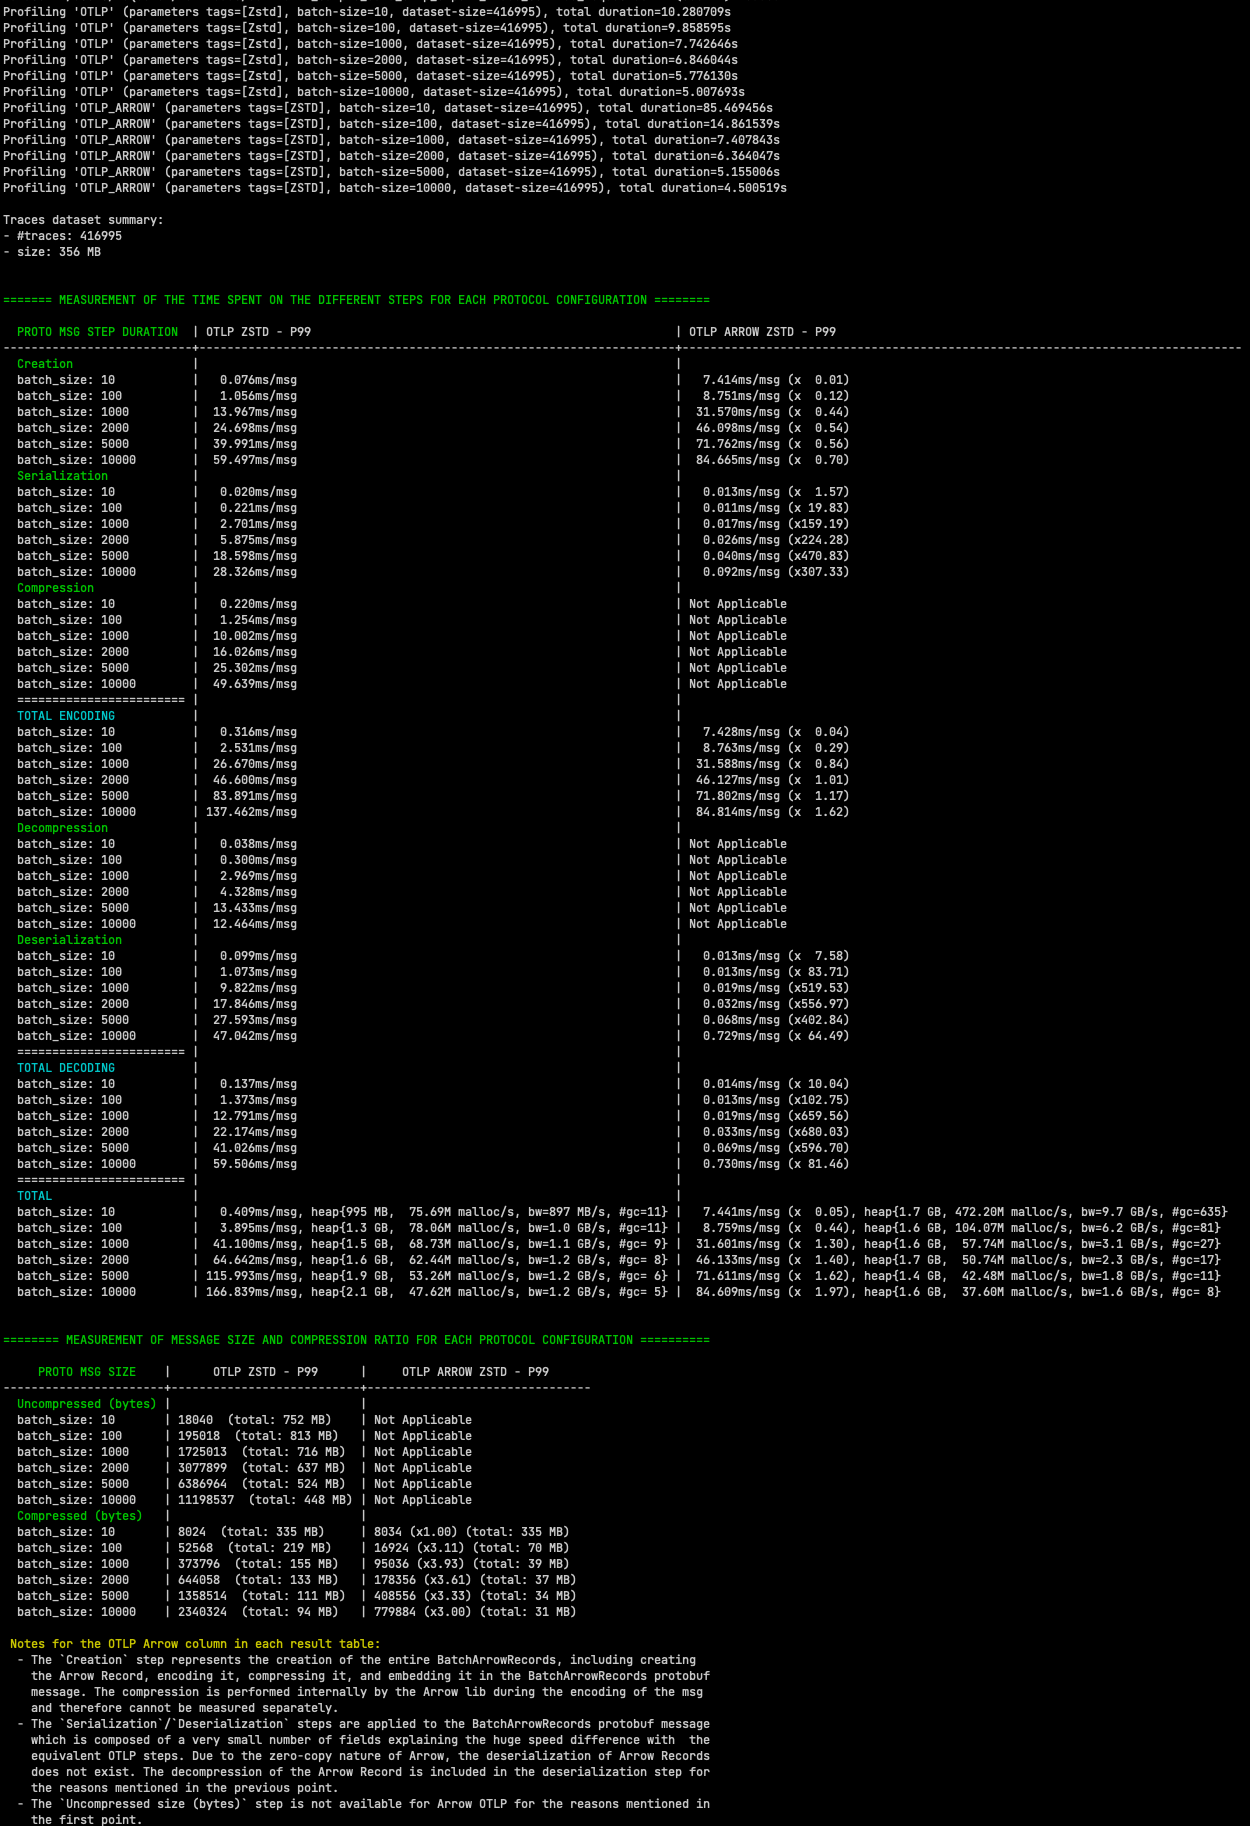 Profiling 'OTLP' (parameters tags=[Zstd], batch-size=10, dataset-size=416995), total duration=10.280709s
Profiling 'OTLP' (parameters tags=[Zstd], batch-size=100, dataset-size=416995), total duration=9.858595s
Profiling 'OTLP' (parameters tags=[Zstd], batch-size=1000, dataset-size=416995), total duration=7.742646s
Profiling 'OTLP' (parameters tags=[Zstd], batch-size=2000, dataset-size=416995), total duration=6.846044s
Profiling 'OTLP' (parameters tags=[Zstd], batch-size=5000, dataset-size=416995), total duration=5.776130s
Profiling 'OTLP' (parameters tags=[Zstd], batch-size=10000, dataset-size=416995), total duration=5.007693s
Profiling 'OTLP_ARROW' (parameters tags=[ZSTD], batch-size=10, dataset-size=416995), total duration=85.469456s
Profiling 'OTLP_ARROW' (parameters tags=[ZSTD], batch-size=100, dataset-size=416995), total duration=14.861539s
Profiling 'OTLP_ARROW' (parameters tags=[ZSTD], batch-size=1000, dataset-size=416995), total duration=7.407843s
Profiling 'OTLP_ARROW' (parameters tags=[ZSTD], batch-size=2000, dataset-size=416995), total duration=6.364047s
Profiling 'OTLP_ARROW' (parameters tags=[ZSTD], batch-size=5000, dataset-size=416995), total duration=5.155006s
Profiling 'OTLP_ARROW' (parameters tags=[ZSTD], batch-size=10000, dataset-size=416995), total duration=4.500519s
Traces dataset summary:
- #traces: 416995
- size: 356 MB
======= MEASUREMENT OF THE TIME SPENT ON THE DIFFERENT STEPS FOR EACH PROTOCOL CONFIGURATION ========
PROTO MSG STEP DURATION | OTLP ZSTD - P99 | OTLP ARROW ZSTD - P99
Creation | |
batch_size: 10 | 0.076ms/msg | 7.414ms/msg (x 0.01)
batch_size: 100 | 1.056ms/msg | 8.751ms/msg (x 0.12)
batch_size: 1000 | 13.967ms/msg | 31.570ms/msg (x 0.44)
batch_size: 2000 | 24.698ms/msg | 46.098ms/msg (x 0.54)
batch_size: 5000 | 39.991ms/msg | 71.762ms/msg (x 0.56)
batch_size: 10000 | 59.497ms/msg | 84.665ms/msg (x 0.70)
Serialization | |
batch_size: 10 | 0.020ms/msg | 0.013ms/msg (x 1.57)
batch_size: 100 | 0.221ms/msg | 0.011ms/msg (x 19.83)
batch_size: 1000 | 2.701ms/msg | 0.017ms/msg (x159.19)
batch_size: 2000 | 5.875ms/msg | 0.026ms/msg (x224.28)
batch_size: 5000 | 18.598ms/msg | 0.040ms/msg (x470.83)
batch_size: 10000 | 28.326ms/msg | 0.092ms/msg (x307.33)
Compression | |
batch_size: 10 | 0.220ms/msg | Not Applicable
batch_size: 100 | 1.254ms/msg | Not Applicable
batch_size: 1000 | 10.002ms/msg | Not Applicable
batch_size: 2000 | 16.026ms/msg | Not Applicable
batch_size: 5000 | 25.302ms/msg | Not Applicable
batch_size: 10000 | 49.639ms/msg | Not Applicable
======================== | |
TOTAL ENCODING | |
batch_size: 10 | 0.316ms/msg | 7.428ms/msg (x 0.04)
batch_size: 100 | 2.531ms/msg | 8.763ms/msg (x 0.29)
batch_size: 1000 | 26.670ms/msg | 31.588ms/msg (x 0.84)
batch_size: 2000 | 46.600ms/msg | 46.127ms/msg (x 1.01)
batch_size: 5000 | 83.891ms/msg | 71.802ms/msg (x 1.17)
batch_size: 10000 | 137.462ms/msg | 84.814ms/msg (x 1.62)
Decompression | |
batch_size: 10 | 0.038ms/msg | Not Applicable
batch_size: 100 | 0.300ms/msg | Not Applicable
batch_size: 1000 | 2.969ms/msg | Not Applicable
batch_size: 2000 | 4.328ms/msg | Not Applicable
batch_size: 5000 | 13.433ms/msg | Not Applicable
batch_size: 10000 | 12.464ms/msg | Not Applicable
Deserialization | |
batch_size: 10 | 0.099ms/msg | 0.013ms/msg (x 7.58)
batch_size: 100 | 1.073ms/msg | 0.013ms/msg (x 83.71)
batch_size: 1000 | 9.822ms/msg | 0.019ms/msg (x519.53)
batch_size: 2000 | 17.846ms/msg | 0.032ms/msg (x556.97)
batch_size: 5000 | 27.593ms/msg | 0.068ms/msg (x402.84)
batch_size: 10000 | 47.042ms/msg | 0.729ms/msg (x 64.49)
======================== | |
TOTAL DECODING | |
batch_size: 10 | 0.137ms/msg | 0.014ms/msg (x 10.04)
batch_size: 100 | 1.373ms/msg | 0.013ms/msg (x102.75)
batch_size: 1000 | 12.791ms/msg | 0.019ms/msg (x659.56)
batch_size: 2000 | 22.174ms/msg | 0.033ms/msg (x680.03)
batch_size: 5000 | 41.026ms/msg | 0.069ms/msg (x596.70)
batch_size: 10000 | 59.506ms/msg | 0.730ms/msg (x 81.46)
======================== | |
TOTAL | |
batch_size: 10 | 0.409ms/msg, heap{995 MB, 75.69M malloc/s, bw=897 MB/s, #gc=11} | 7.441ms/msg (x 0.05), heap{1.7 GB, 472.20M malloc/s, bw=9.7 GB/s, #gc=635}
batch_size: 100 | 3.895ms/msg, heap{1.3 GB, 78.06M malloc/s, bw=1.0 GB/s, #gc=11} | 8.759ms/msg (x 0.44), heap{1.6 GB, 104.07M malloc/s, bw=6.2 GB/s, #gc=81}
batch_size: 1000 | 41.100ms/msg, heap{1.5 GB, 68.73M malloc/s, bw=1.1 GB/s, #gc= 9} | 31.601ms/msg (x 1.30), heap{1.6 GB, 57.74M malloc/s, bw=3.1 GB/s, #gc=27}
batch_size: 2000 | 64.642ms/msg, heap{1.6 GB, 62.44M malloc/s, bw=1.2 GB/s, #gc= 8} | 46.133ms/msg (x 1.40), heap{1.7 GB, 50.74M malloc/s, bw=2.3 GB/s, #gc=17}
batch_size: 5000 | 115.993ms/msg, heap{1.9 GB, 53.26M malloc/s, bw=1.2 GB/s, #gc= 6} | 71.611ms/msg (x 1.62), heap{1.4 GB, 42.48M malloc/s, bw=1.8 GB/s, #gc=11}
batch_size: 10000 | 166.839ms/msg, heap{2.1 GB, 47.62M malloc/s, bw=1.2 GB/s, #gc= 5} | 84.609ms/msg (x 1.97), heap{1.6 GB, 37.60M malloc/s, bw=1.6 GB/s, #gc= 8}
======== MEASUREMENT OF MESSAGE SIZE AND COMPRESSION RATIO FOR EACH PROTOCOL CONFIGURATION ==========
PROTO MSG SIZE | OTLP ZSTD - P99 | OTLP ARROW ZSTD - P99
Uncompressed (bytes) | |
batch_size: 10 | 18040 (total: 752 MB) | Not Applicable
batch_size: 100 | 195018 (total: 813 MB) | Not Applicable
batch_size: 1000 | 1725013 (total: 716 MB) | Not Applicable
batch_size: 2000 | 3077899 (total: 637 MB) | Not Applicable
batch_size: 5000 | 6386964 (total: 524 MB) | Not Applicable
batch_size: 10000 | 11198537 (total: 448 MB) | Not Applicable
Compressed (bytes) | |
batch_size: 10 | 8024 (total: 335 MB) | 8034 (x1.00) (total: 335 MB)
batch_size: 100 | 52568 (total: 219 MB) | 16924 (x3.11) (total: 70 MB)
batch_size: 1000 | 373796 (total: 155 MB) | 95036 (x3.93) (total: 39 MB)
batch_size: 2000 | 644058 (total: 133 MB) | 178356 (x3.61) (total: 37 MB)
batch_size: 5000 | 1358514 (total: 111 MB) | 408556 (x3.33) (total: 34 MB)
batch_size: 10000 | 2340324 (total: 94 MB) | 779884 (x3.00) (total: 31 MB)
Notes for the OTLP Arrow column in each result table:
- The `Creation` step represents the creation of the entire BatchArrowRecords, including creating
the Arrow Record, encoding it, compressing it, and embedding it in the BatchArrowRecords protobuf
message. The compression is performed internally by the Arrow lib during the encoding of the msg
and therefore cannot be measured separately.
- The `Serialization`/`Deserialization` steps are applied to the BatchArrowRecords protobuf message
which is composed of a very small number of fields explaining the huge speed difference with the
equivalent OTLP steps. Due to the zero-copy nature of Arrow, the deserialization of Arrow Records
does not exist. The decompression of the Arrow Record is included in the deserialization step for
the reasons mentioned in the previous point.
- The `Uncompressed size (bytes)` step is not available for Arrow OTLP for the reasons mentioned in
the first point.